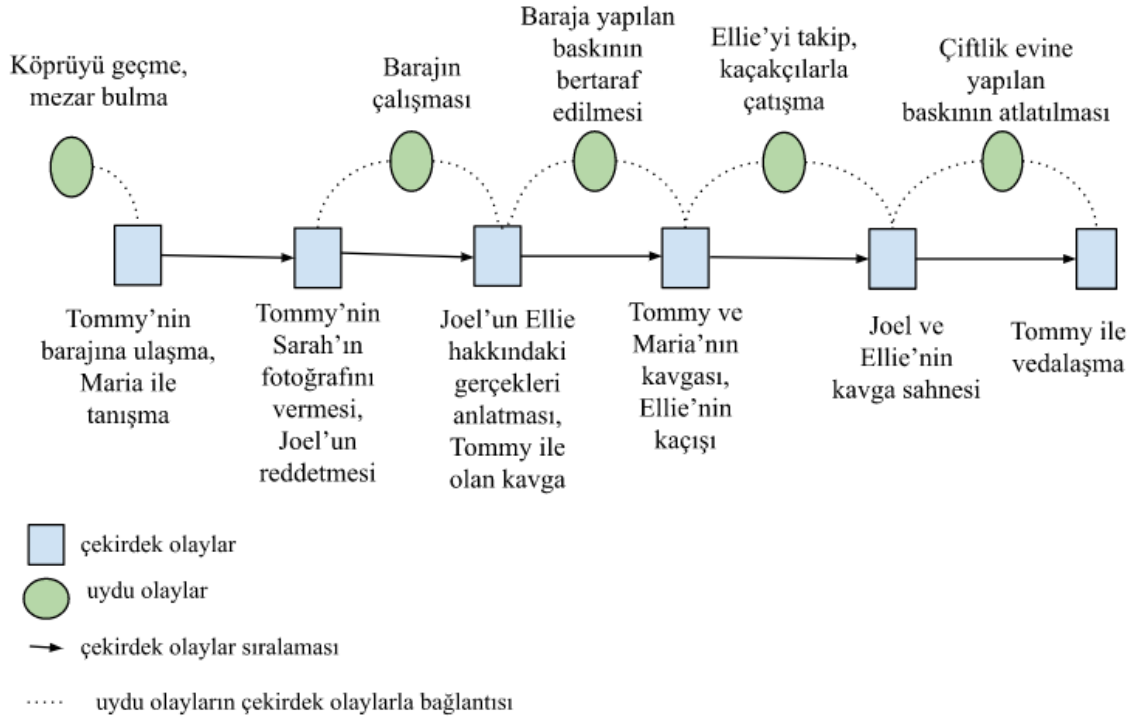 Köprüyü geçme,
mezar bulma
Barajın
çalışması
Baraja yapılan
baskının
bertaraf
edilmesi
Ellie’yi takip,
kaçakçılarla
çatışma
Çiftlik evine
yapılan
baskının atlatılması
Tommy’nin
barajına ulaşma,
Maria ile
tanışma
Tommy’nin
Sarah’ın
fotoğrafını
vermesi,
Joel’un
reddetmesi
Joel’un Ellie
hakkındaki
gerçekleri
anlatması,
Tommy ile
olan kavga
Tommy ve
Maria’nın
kavgası,
Ellie’nin
kaçışı
Joel ve
Ellie’nin
kavga sahnesi
Tommy ile
vedalaşma
çekirdek olaylar
uydu olaylar
çekirdek olaylar sıralaması
uydu olayların çekirdek olaylarla bağlantısı